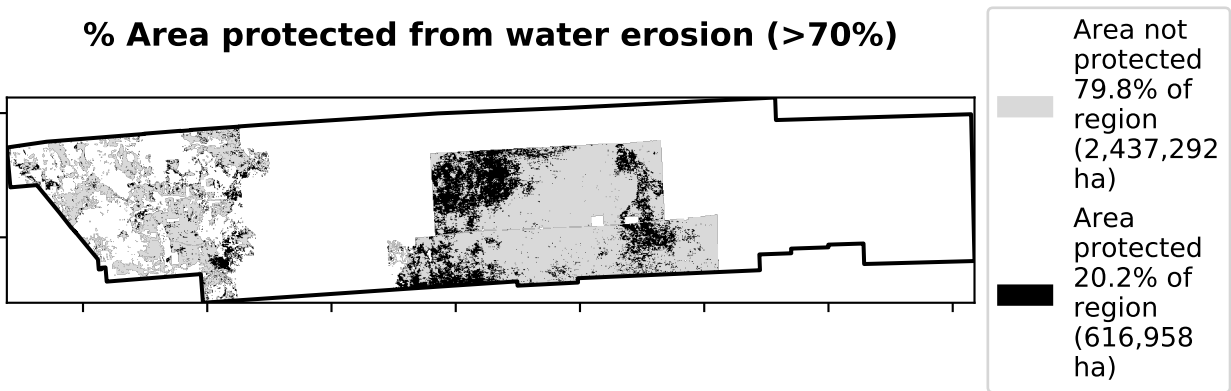 % Area protected from water erosion (>70%)
Area not
protected
79.8% of
region
(2,437,292
ha)
Area
protected
20.2% of
region
(616,958
ha)